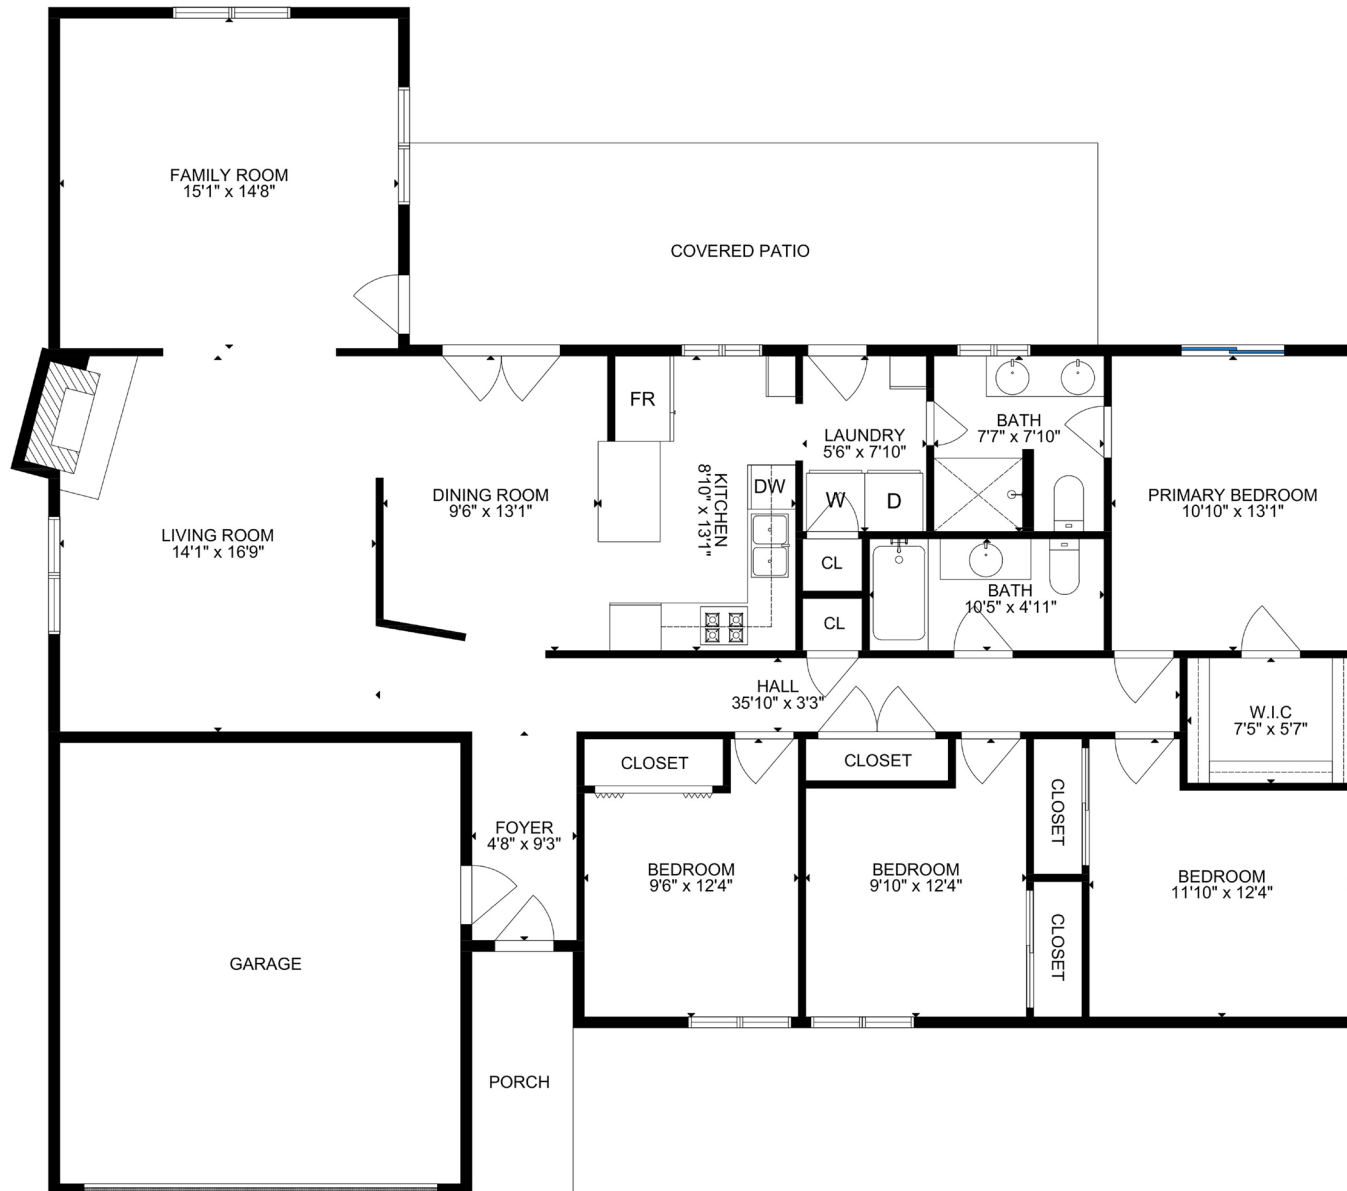 FAMILY ROOM
15'1" x 14'8"
COVERED PATIO
FR
BATH
7'7" x 7'10"
LAUNDRY
5'6" x 7'10"
KITCHEN
8'10" x 13'1"
DW
W
D
DINING ROOM
9'6" x 13'1"
PRIMARY BEDROOM
10'10" x 13'1"
LIVING ROOM
14'1" x 16'9"
CL
BATH
10'5" x 4'11"
CL
HALL
35'10" x 3'3"
W.I.C
7'5" x 5'7"
CLOSET
CLOSET
CLOSET
FOYER
4'8" x 9'3"
BEDROOM
9'6" x 12'4"
BEDROOM
9'10" x 12'4"
BEDROOM
11'10" x 12'4"
CLOSET
GARAGE
PORCH